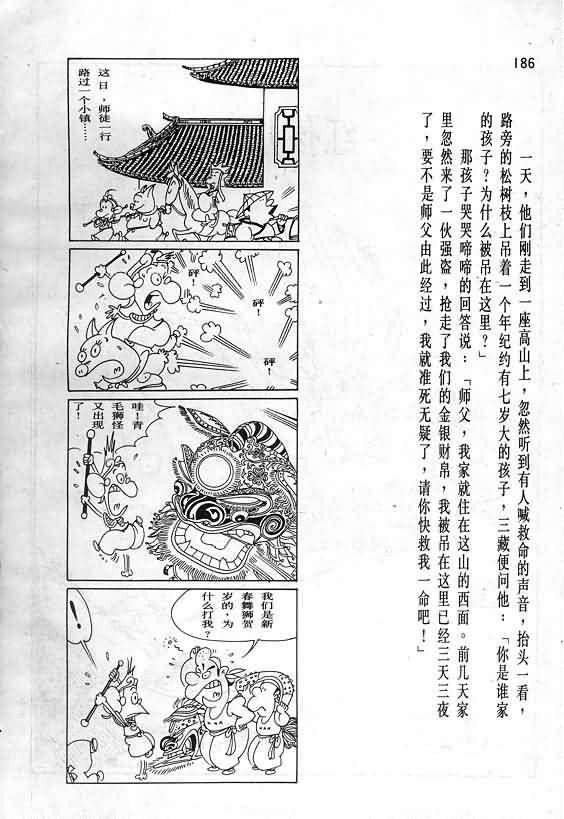 186
一天，他们刚走到一座高山上，忽然听到有人喊救命的声音，抬头一看，
路旁的松树枝上吊着一个年纪约有七岁大的孩子，三藏便问他：「你是谁家
的孩子？为什么被吊在这里？」
那孩子哭哭啼啼的回答说：「师父，我家就住在这山的西面。前几天家
里忽然来了一伙强盗，抢走了我们的金银财帛，我被吊在这里已经三天三夜
了，要不是师父由此经过，我就准死无疑了，请你快救我一命吧！」
这日，师徒一行
路过一个小镇……
砰！
砰！
砰！
哇！青
毛狮怪
又出现
了！
我们是新
春舞狮贺
岁的，为
什么打我？
！